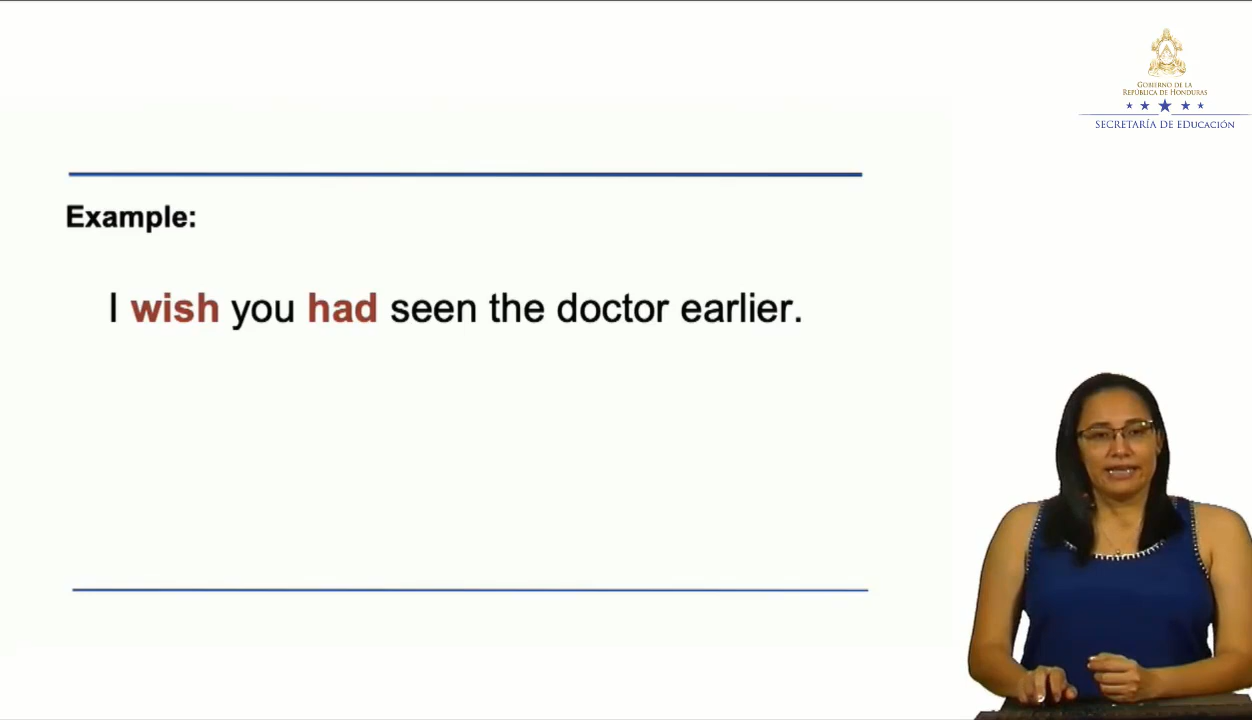 GOBIERNO DE LA
REPÚBLICA DE HONDURAS
SECRETARÍA DE EDUCACIÓN
Example:
I wish you had seen the doctor earlier.